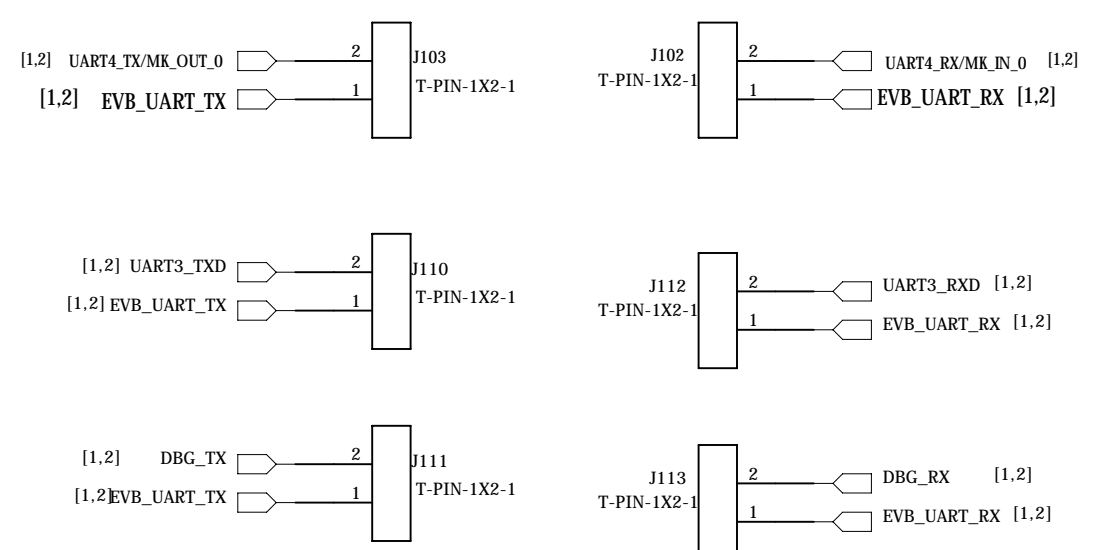 [1,2] UART4_TX/MK_OUT_0 2 J103
T-PIN-1X2-1
[1,2] EVB_UART_TX 1
J102 2 UART4_RX/MK_IN_0 [1,2]
T-PIN-1X2-1
1 EVB_UART_RX [1,2]
[1,2] UART3_TXD 2 J110
[1,2] EVB_UART_TX 1 T-PIN-1X2-1
J112 2 UART3_RXD [1,2]
T-PIN-1X2-1
1 EVB_UART_RX [1,2]
[1,2] DBG_TX 2 J111
[1,2]EVB_UART_TX 1 T-PIN-1X2-1
J113 2 DBG_RX [1,2]
T-PIN-1X2-1
1 EVB_UART_RX [1,2]